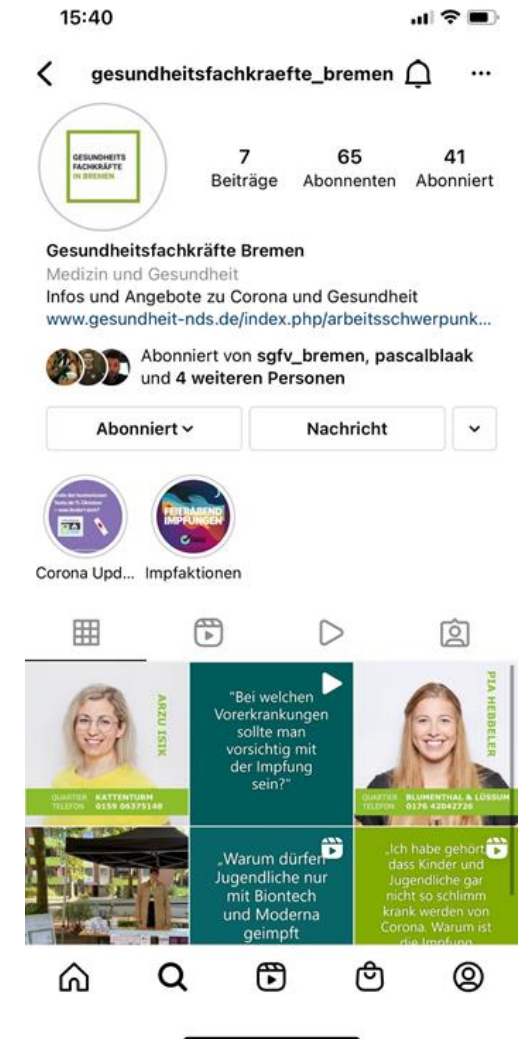 15:40
gesundheitsfachkraefte_bremen
GESUNDHEITS
FACHKRÄFTE
IN BREMEN
7
65
41
Beiträge
Abonnenten
Abonniert
Gesundheitsfachkräfte Bremen
Medizin und Gesundheit
Infos und Angebote zu Corona und Gesundheit
www.gesundheit-nds.de/index.php/arbeitsschwerpunk...
Abonniert von sgfv_bremen, pascalblaak
und 4 weiteren Personen
Abonniert
Nachricht
FEIERABEND
IMPFUNGEN
Corona Upd...
Impfaktionen
ARZU ISIK
QUARTIER KATTENTURM
TELEFON 0159 06375148
"Bei welchen
Vorerkrankungen
sollte man
vorsichtig mit
der Impfung
sein?"
PIA HEBBELER
QUARTIER BLUMENTHAL & LÜSSUM
TELEFON 0176 42042726
„Warum dürfen
Jugendliche nur
mit Biontech
und Moderna
geimpft
„Ich habe gehört
dass Kinder und
Jugendliche gar
nicht so schlimm
krank werden von
Corona. Warum ist
die Impfung